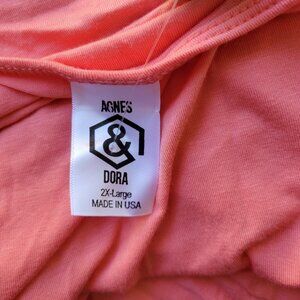 AGNES
&
DORA
2X-Large
MADE IN USA